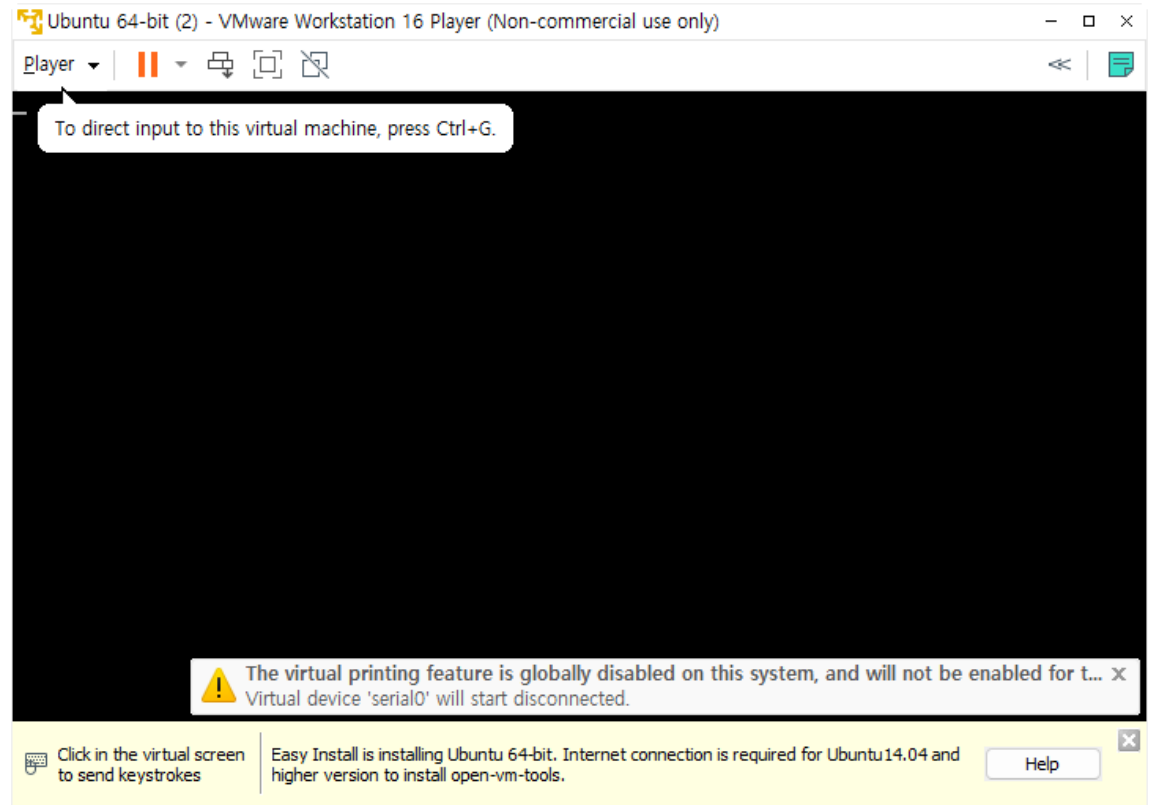 Ubuntu 64-bit (2) - VMware Workstation 16 Player (Non-commercial use only)
Player
To direct input to this virtual machine, press Ctrl+G.
The virtual printing feature is globally disabled on this system, and will not be enabled for t...
Virtual device 'serial0' will start disconnected.
Click in the virtual screen
to send keystrokes
Easy Install is installing Ubuntu 64-bit. Internet connection is required for Ubuntu14.04 and
higher version to install open-vm-tools.
Help